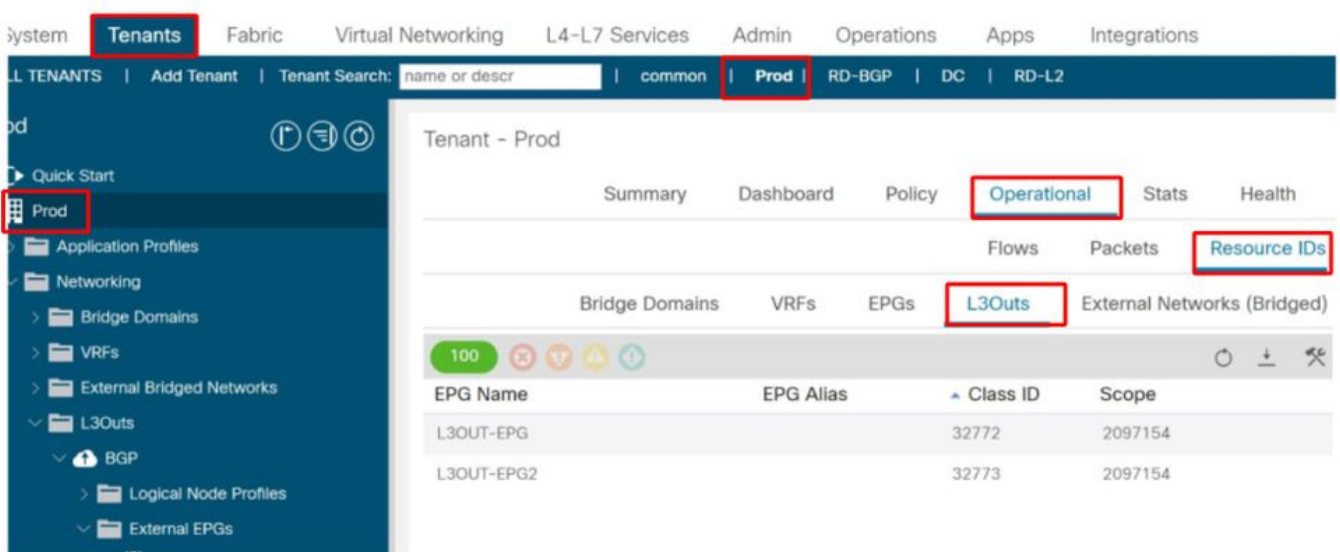 System Tenants Fabric Virtual Networking L4-L7 Services Admin Operations Apps Integrations
LL TENANTS | Add Tenant | Tenant Search: name or descr | common | Prod | RD-BGP | DC | RD-L2
od
Tenant - Prod
Quick Start
Summary Dashboard Policy Operational Stats Health
Prod
Application Profiles
Flows Packets Resource IDs
Networking
Bridge Domains VRFs EPGs L3Outs External Networks (Bridged)
Bridge Domains
VRFs
100
External Bridged Networks
EPG Name EPG Alias Class ID Scope
L3Outs
L3OUT-EPG 32772 2097154
BGP
L3OUT-EPG2 32773 2097154
Logical Node Profiles
External EPGs